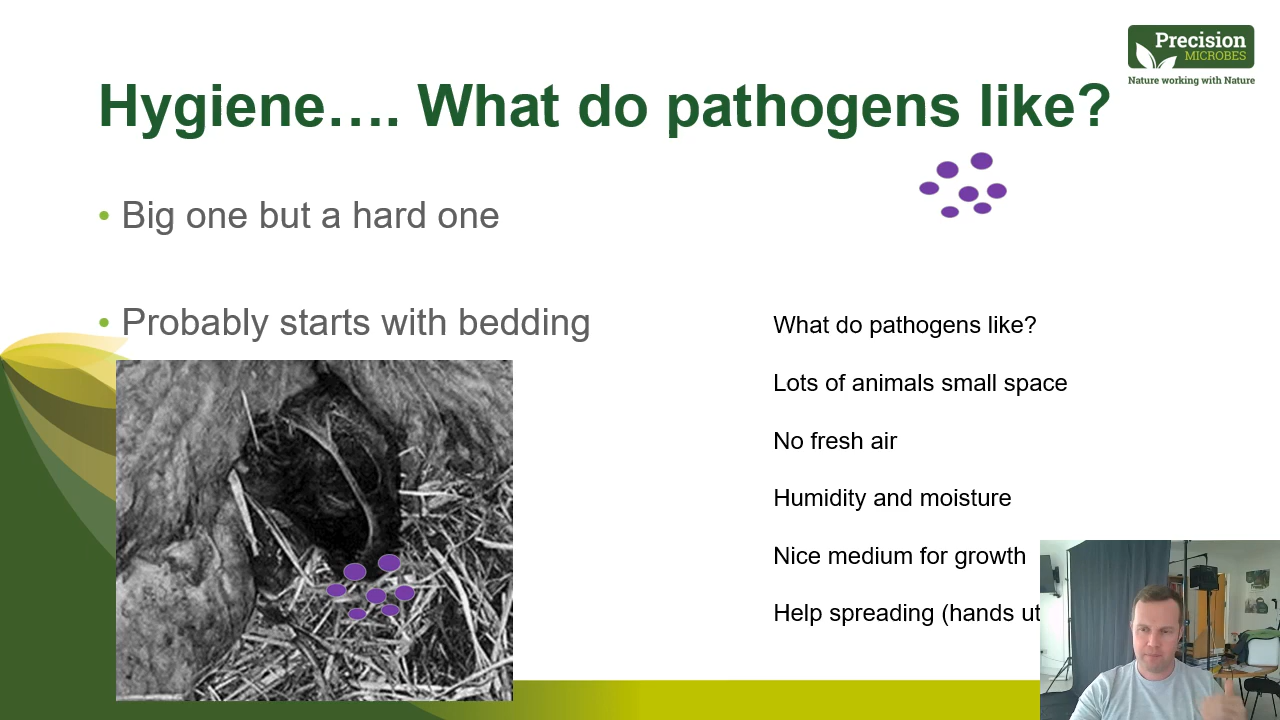 Precision
MICROBES
Nature working with Nature
Hygiene…. What do pathogens like?
• Big one but a hard one
• Probably starts with bedding
What do pathogens like?
Lots of animals small space
No fresh air
Humidity and moisture
Nice medium for growth
Help spreading (hands ut